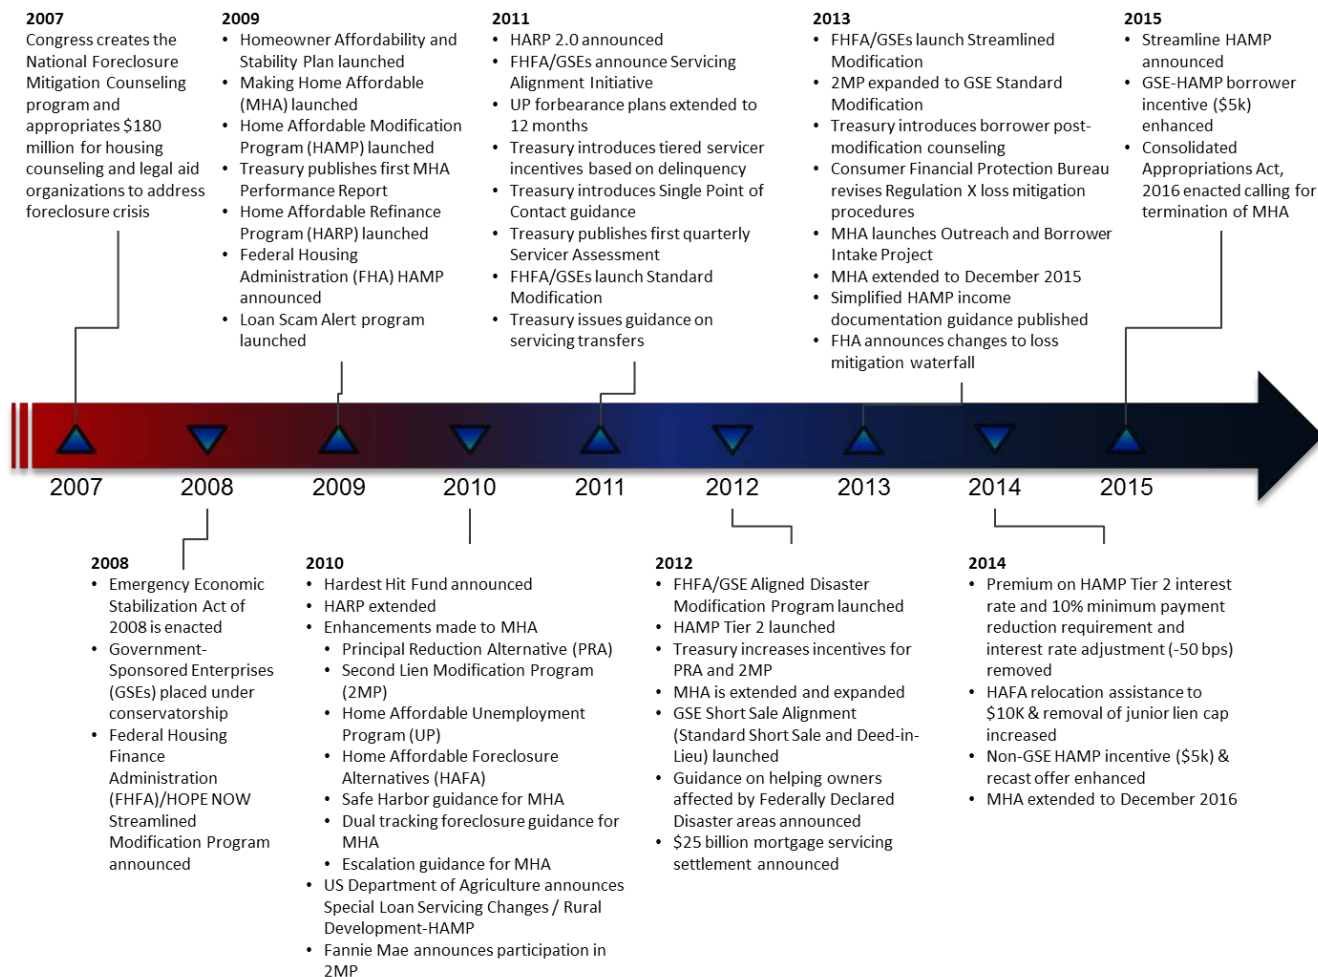 2007
Congress creates the
National Foreclosure
Mitigation Counseling
program and
appropriates $180
million for housing
counseling and legal aid
organizations to address
foreclosure crisis
2009
• Homeowner Affordability and
Stability Plan launched
• Making Home Affordable
(MHA) launched
• Home Affordable Modification
Program (HAMP) launched
• Treasury publishes first MHA
Performance Report
• Home Affordable Refinance
Program (HARP) launched
• Federal Housing
Administration (FHA) HAMP
announced
• Loan Scam Alert program
launched
2011
• HARP 2.0 announced
• FHFA/GSEs announce Servicing
Alignment Initiative
• UP forbearance plans extended to
12 months
• Treasury introduces tiered servicer
incentives based on delinquency
• Treasury introduces Single Point of
Contact guidance
• Treasury publishes first quarterly
Servicer Assessment
• FHFA/GSEs launch Standard
Modification
• Treasury issues guidance on
servicing transfers
2013
• FHFA/GSEs launch Streamlined
Modification
• 2MP expanded to GSE Standard
Modification
• Treasury introduces borrower post-
modification counseling
• Consumer Financial Protection Bureau
revises Regulation X loss mitigation
procedures
• MHA launches Outreach and Borrower
Intake Project
• MHA extended to December 2015
• Simplified HAMP income
documentation guidance published
• FHA announces changes to loss
mitigation waterfall
2015
• Streamline HAMP
announced
• GSE-HAMP borrower
incentive ($5k)
enhanced
• Consolidated
Appropriations Act,
2016 enacted calling for
termination of MHA
2007 2008 2009 2010 2011 2012 2013 2014 2015
2008
• Emergency Economic
Stabilization Act of
2008 is enacted
• Government-
Sponsored Enterprises
(GSEs) placed under
conservatorship
• Federal Housing
Finance
Administration
(FHFA)/HOPE NOW
Streamlined
Modification Program
announced
2010
• Hardest Hit Fund announced
• HARP extended
• Enhancements made to MHA
• Principal Reduction Alternative (PRA)
• Second Lien Modification Program
(2MP)
• Home Affordable Unemployment
Program (UP)
• Home Affordable Foreclosure
Alternatives (HAFA)
• Safe Harbor guidance for MHA
• Dual tracking foreclosure guidance for
MHA
• Escalation guidance for MHA
• US Department of Agriculture announces
Special Loan Servicing Changes / Rural
Development-HAMP
• Fannie Mae announces participation in
2MP
2012
• FHFA/GSE Aligned Disaster
Modification Program launched
• HAMP Tier 2 launched
• Treasury increases incentives for
PRA and 2MP
• MHA is extended and expanded
• GSE Short Sale Alignment
(Standard Short Sale and Deed-in-
Lieu) launched
• Guidance on helping owners
affected by Federally Declared
Disaster areas announced
• $25 billion mortgage servicing
settlement announced
2014
• Premium on HAMP Tier 2 interest
rate and 10% minimum payment
reduction requirement and
interest rate adjustment (-50 bps)
removed
• HAFA relocation assistance to
$10K & removal of junior lien cap
increased
• Non-GSE HAMP incentive ($5k) &
recast offer enhanced
• MHA extended to December 2016